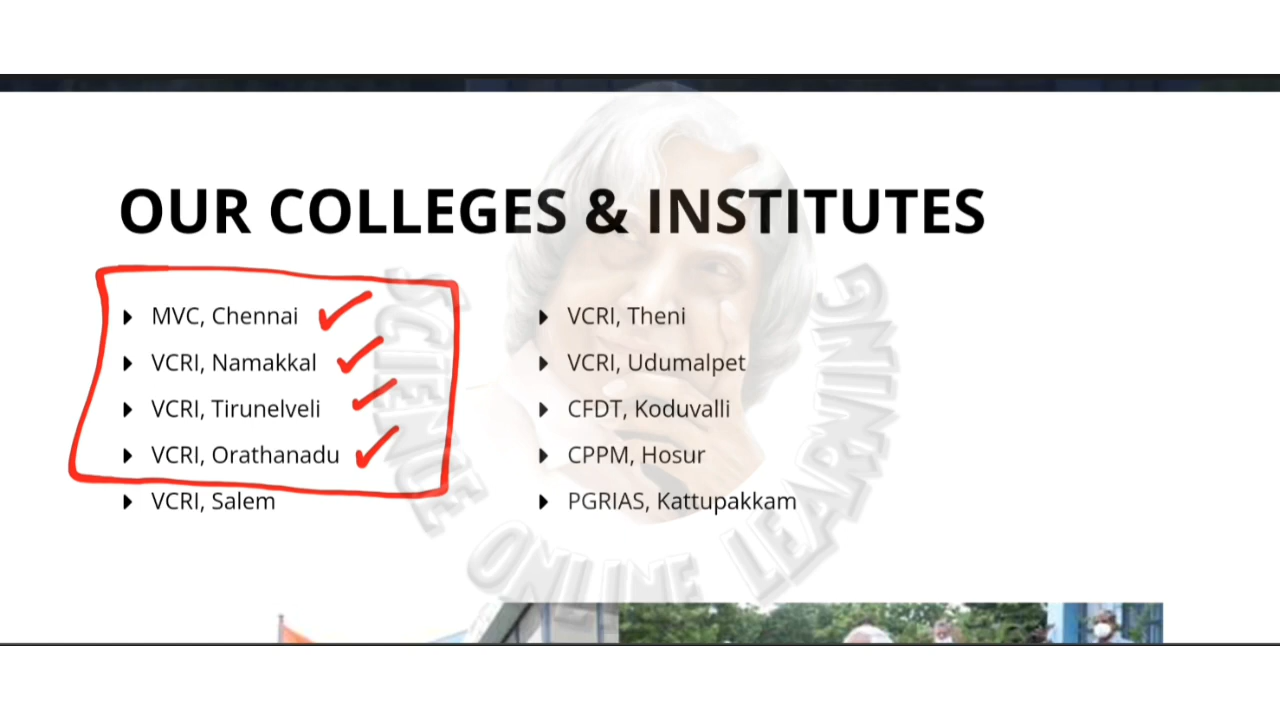 OUR COLLEGES & INSTITUTES
MVC, Chennai
VCRI, Namakkal
VCRI, Tirunelveli
VCRI, Orathanadu
VCRI, Salem
VCRI, Theni
VCRI, Udumalpet
CFDT, Koduvalli
CPPM, Hosur
PGRIAS, Kattupakkam
SCIENCE ONLINE LEARNING